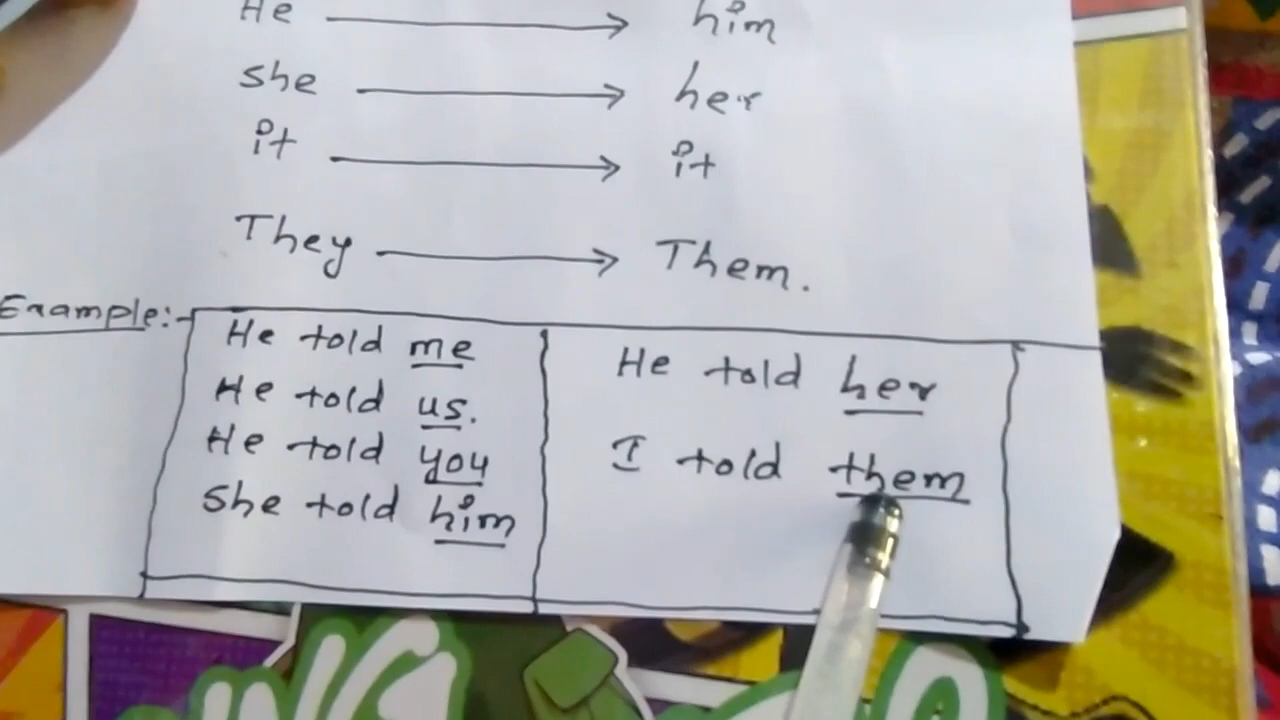 He → him
she → her
it → it
They → Them.
Example:-
He told me
He told us.
He told you
She told him
He told her
I told them